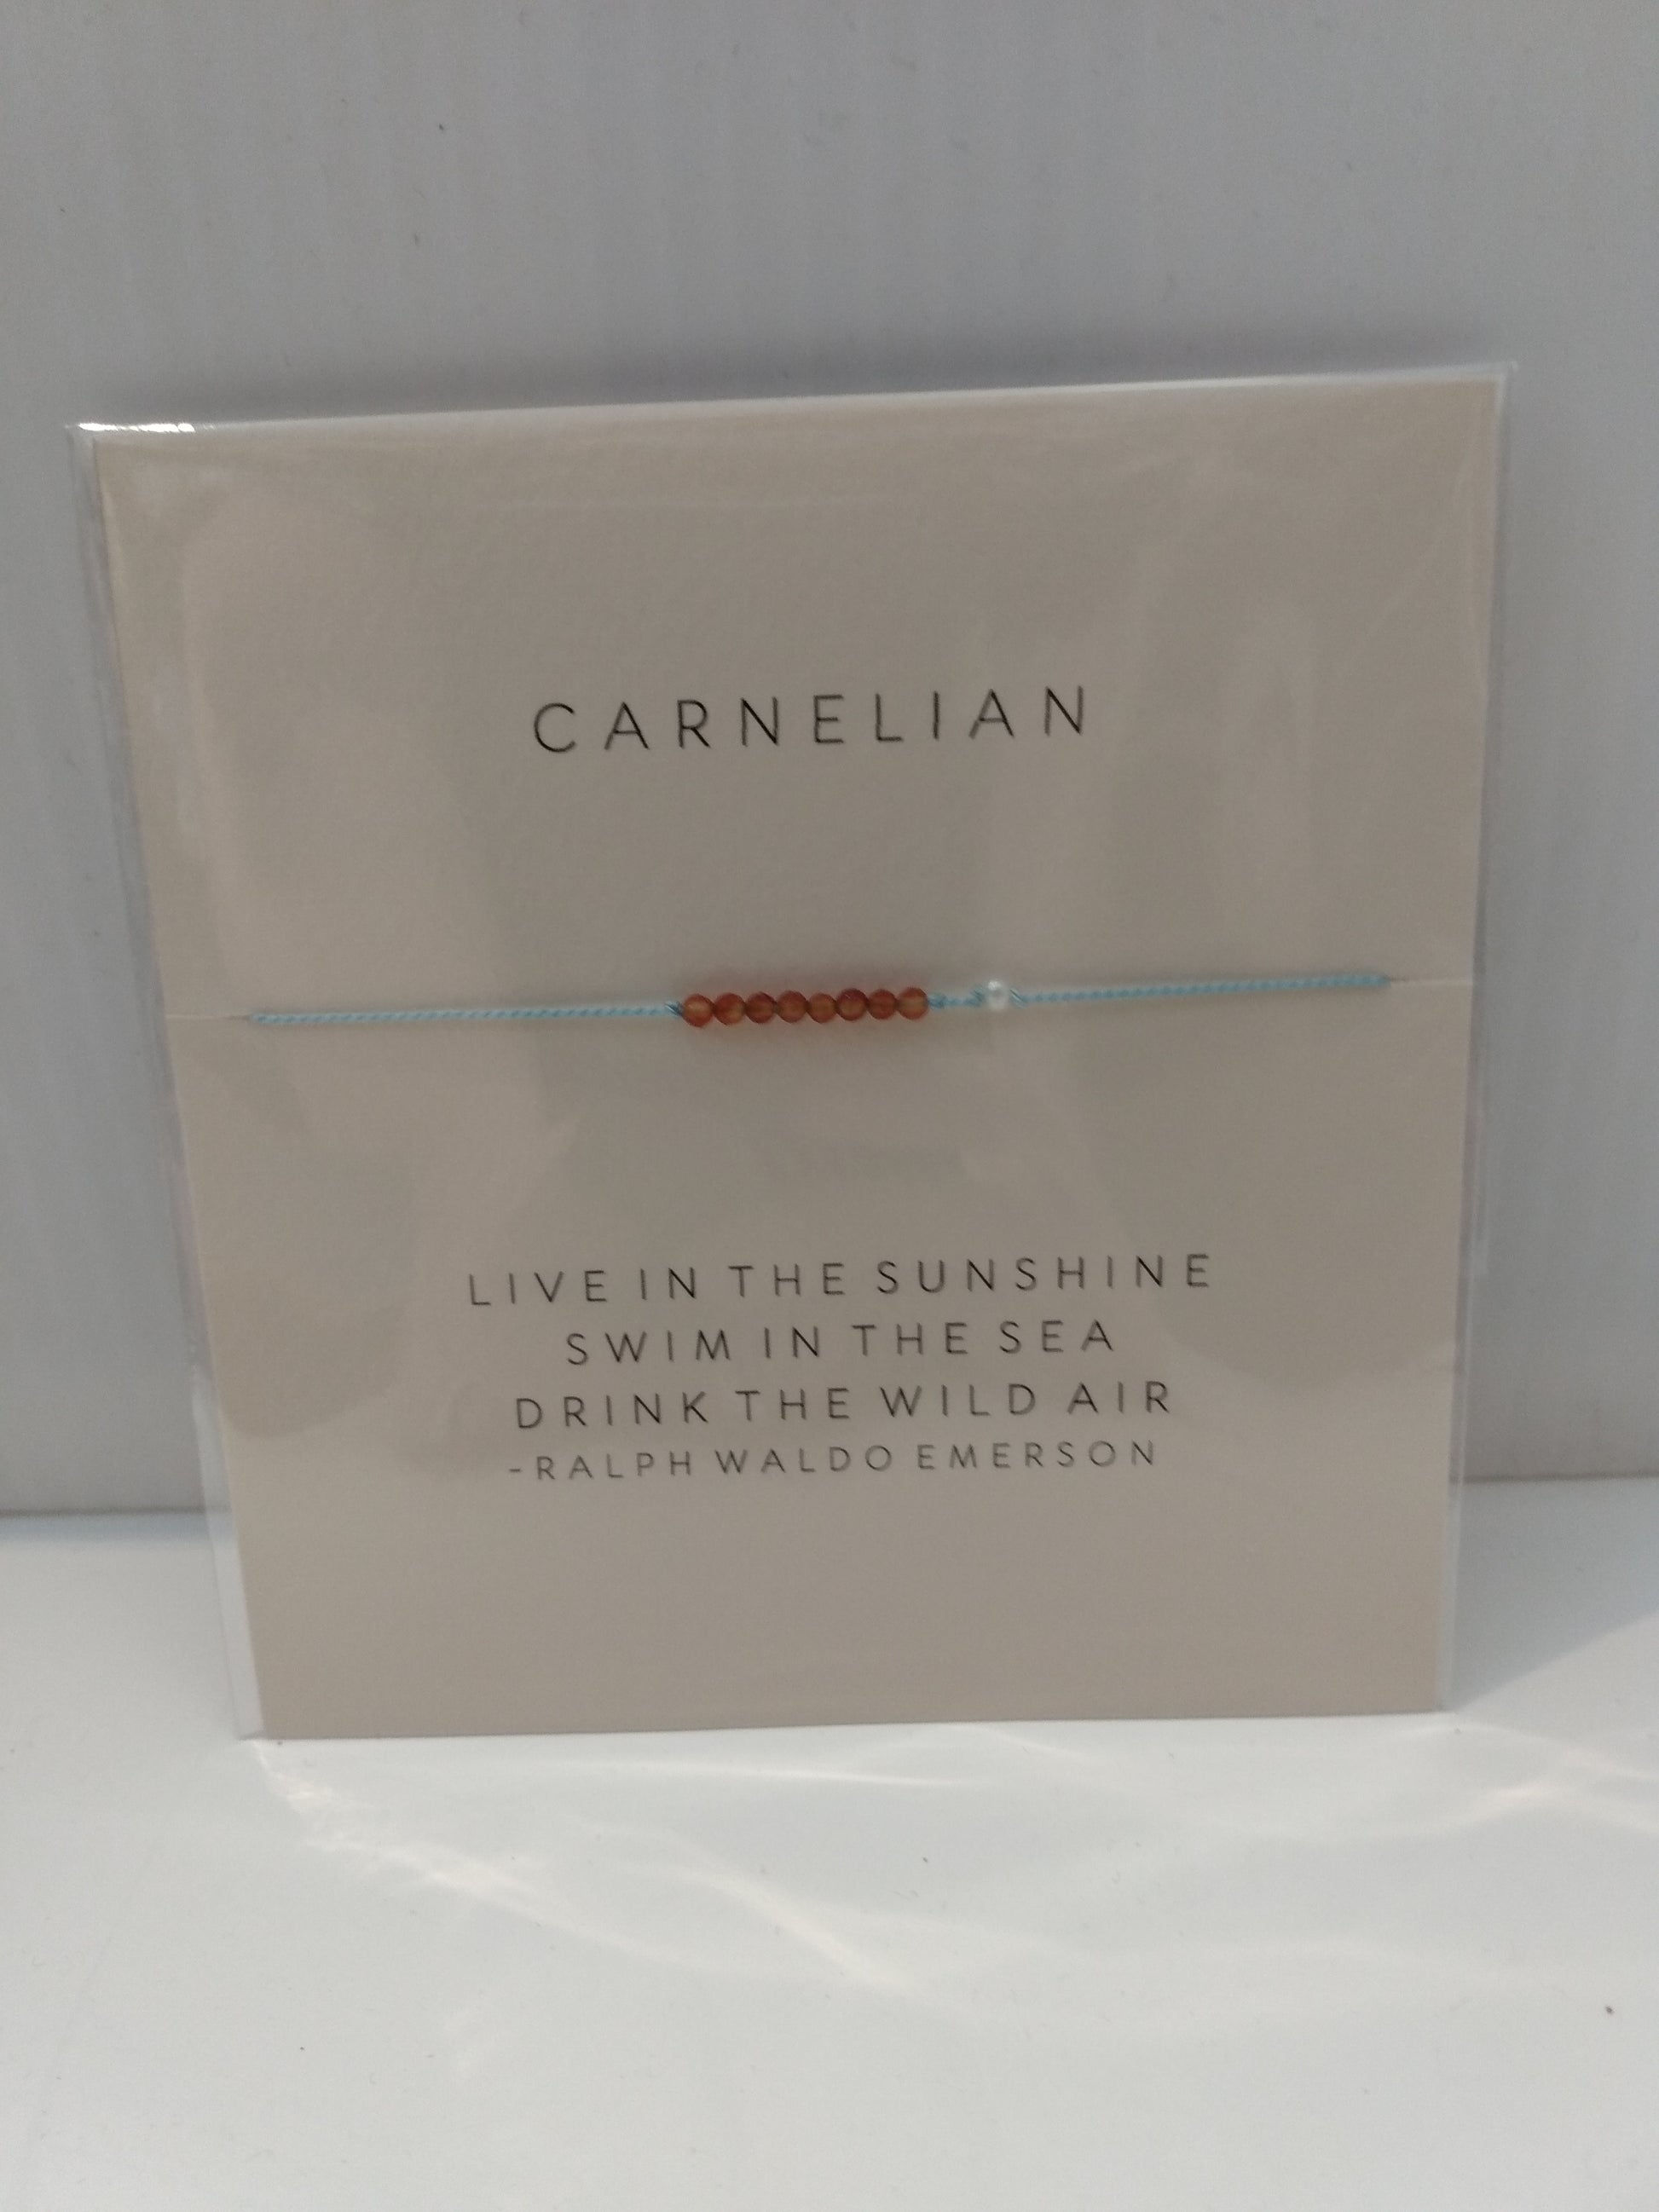 CARNELIAN
LIVE IN THE SUNSHINE
SWIM IN THE SEA
DRINK THE WILD AIR
-RALPH WALDO EMERSON